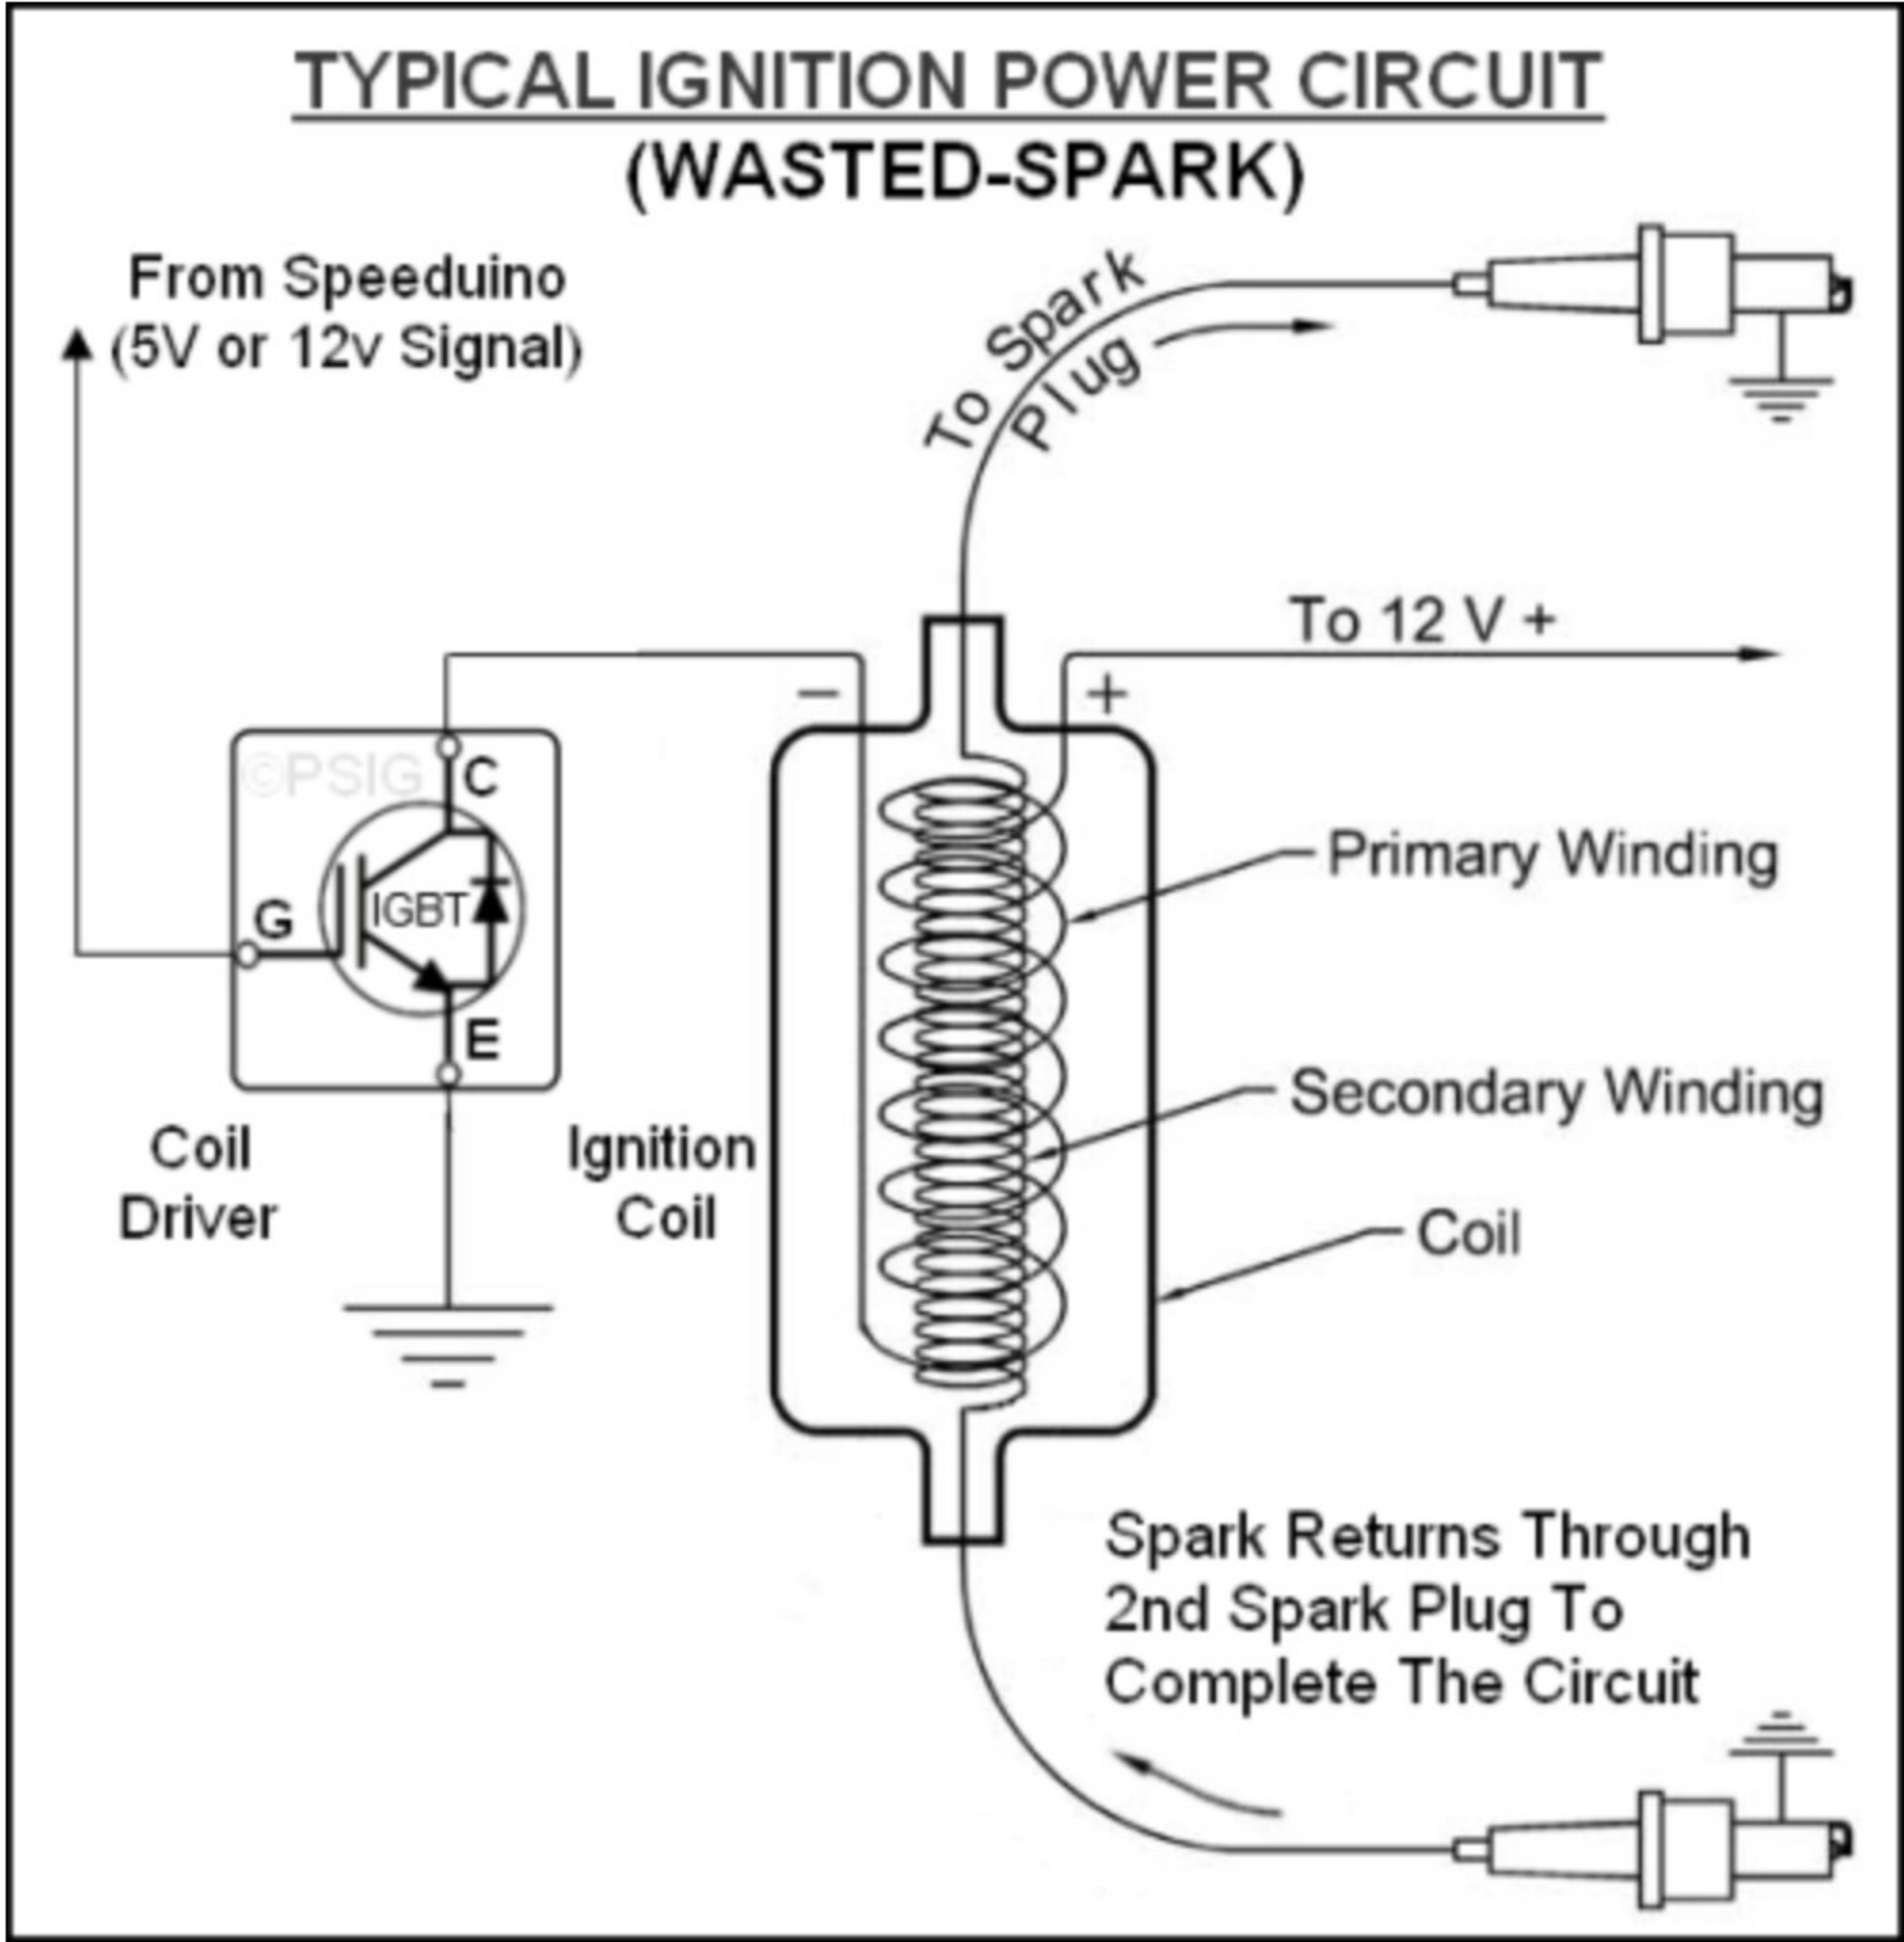 TYPICAL IGNITION POWER CIRCUIT
(WASTED-SPARK)
From Speeduino
(5V or 12v Signal)
To Spark
Plug
To 12 V +
−
+
©PSIG
C
G
IGBT
E
Primary Winding
Secondary Winding
Coil
Driver
Ignition
Coil
Coil
Spark Returns Through
2nd Spark Plug To
Complete The Circuit